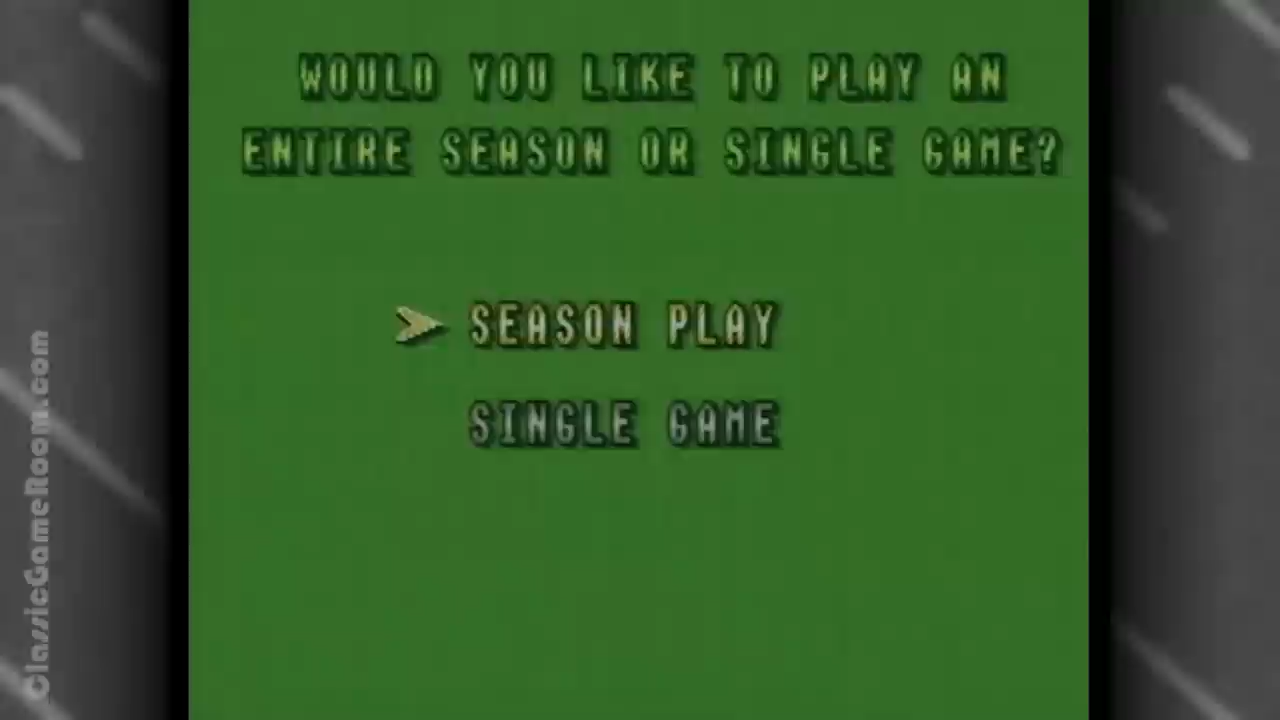 WOULD YOU LIKE TO PLAY AN
ENTIRE SEASON OR SINGLE GAME?
SEASON PLAY
SINGLE GAME
ClassicGameRoom.com